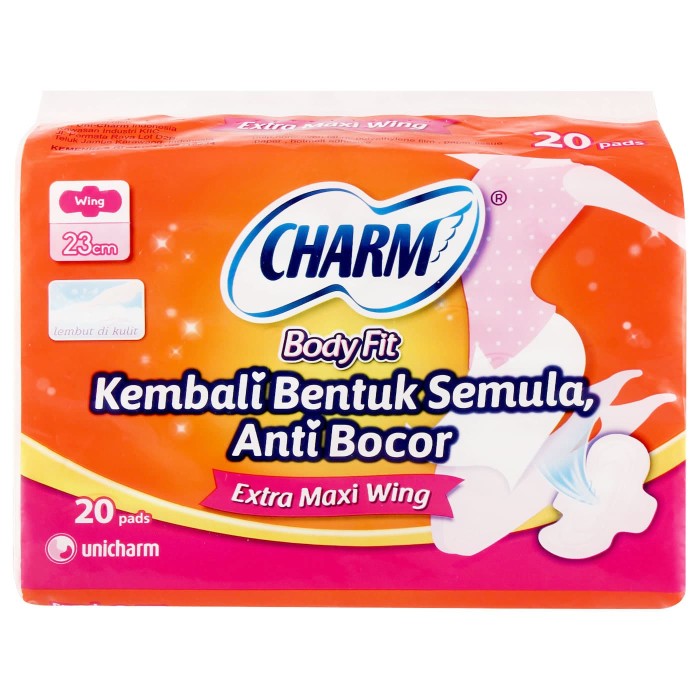 Extra Maxi Wing
20 pads
Wing
23cm
lembut di kulit
CHARM
®
Body Fit
Kembali Bentuk Semula,
Anti Bocor
Extra Maxi Wing
20 pads
unicharm